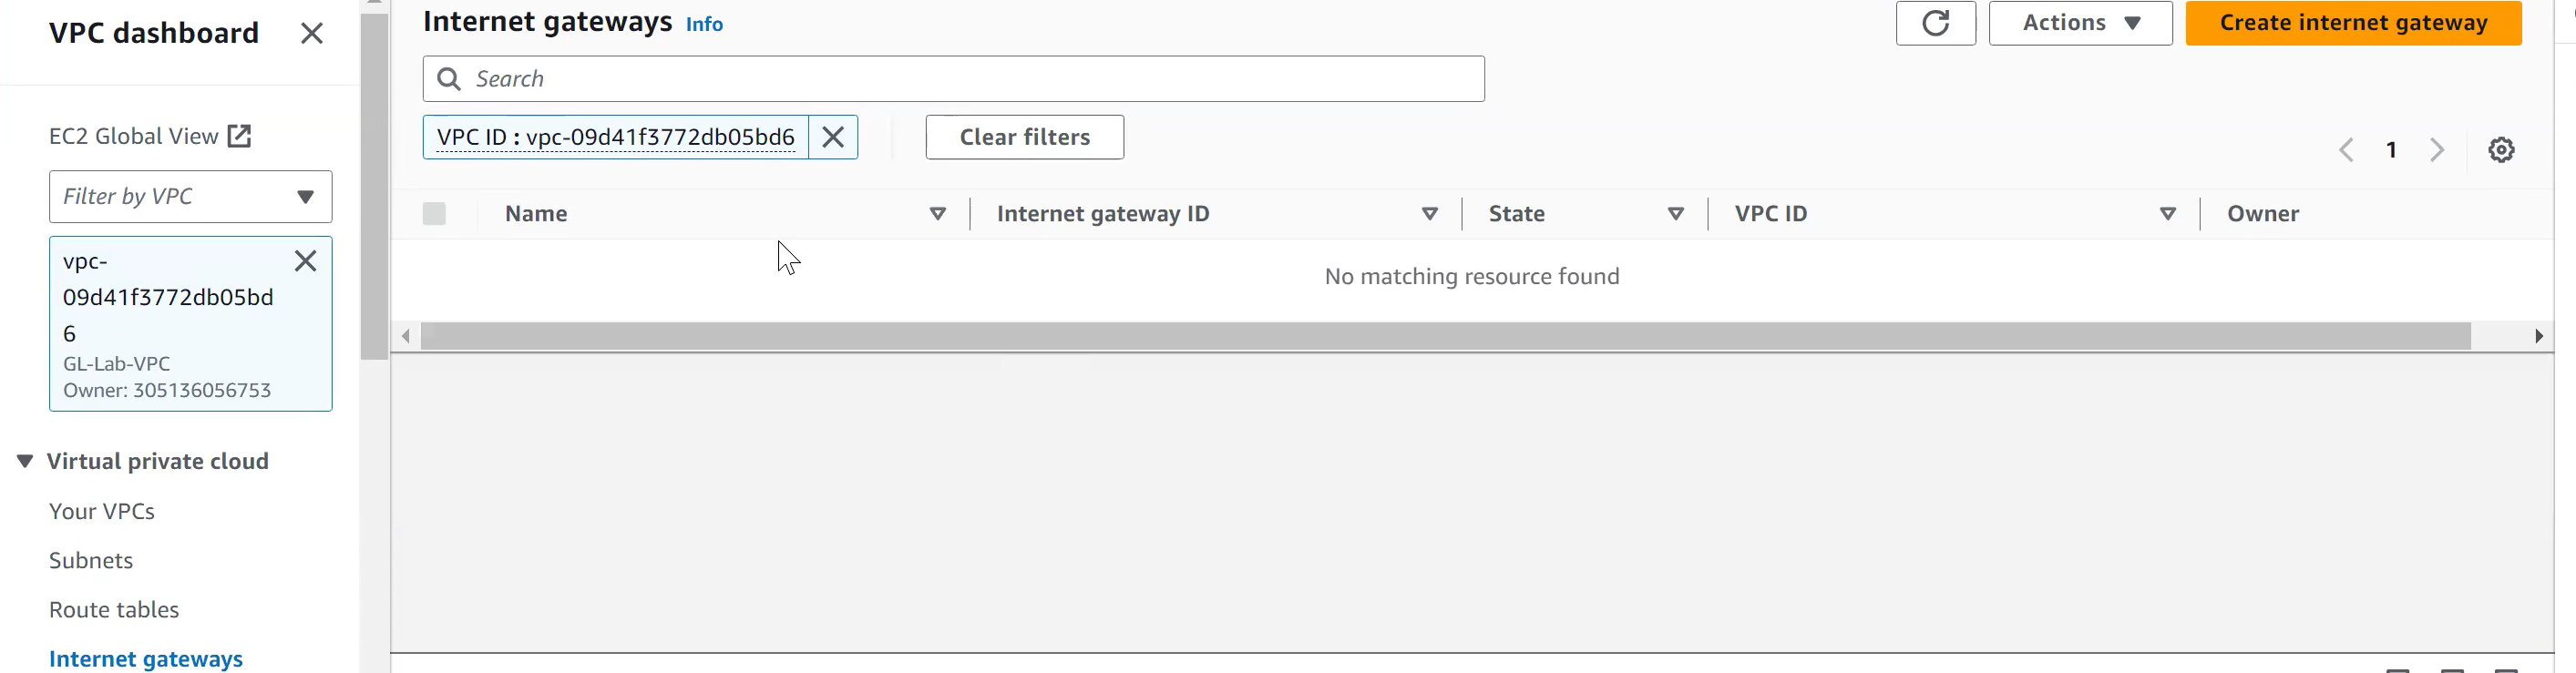 VPC dashboard
EC2 Global View
Filter by VPC
vpc-
09d41f3772db05bd
6
GL-Lab-VPC
Owner: 305136056753
Virtual private cloud
Your VPCs
Subnets
Route tables
Internet gateways
Internet gateways Info
Actions
Create internet gateway
Search
VPC ID : vpc-09d41f3772db05bd6
Clear filters
1
Name Internet gateway ID State VPC ID Owner
No matching resource found